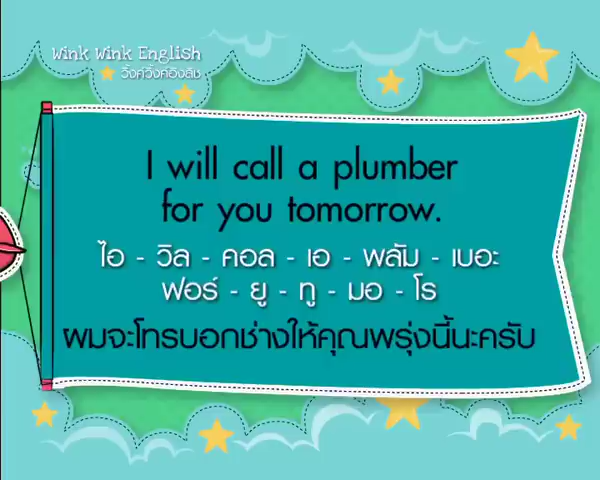 Wink Wink English
วิ้งค์วิ้งค์อิงลิช
I will call a plumber
for you tomorrow.
ไอ - วิล - คอล - เอ - พลัม - เบอะ
ฟอร์ - ยู - ทู - มอ - โร
ผมจะโทรบอกช่างให้คุณพรุ่งนี้นะครับ